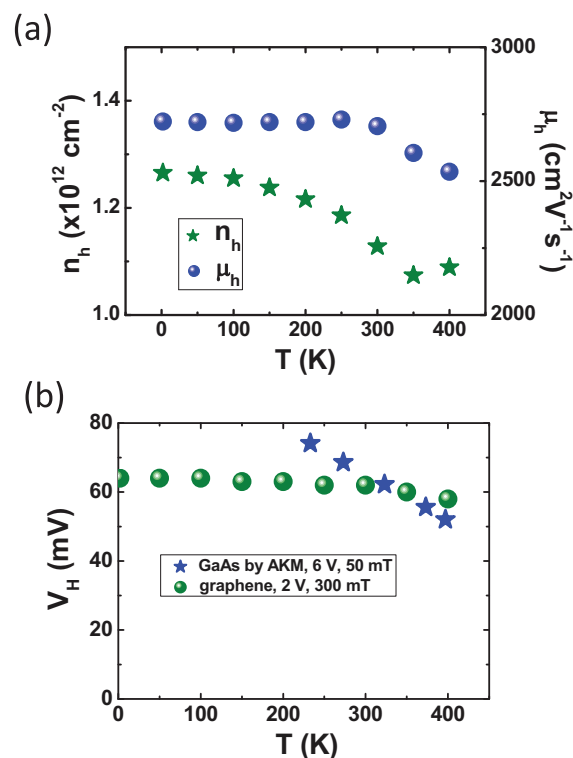 (a)
3000
1.4
n_h (x10^12 cm^-2)
μ_h (cm^2V^-1s^-1)
2500
1.2
n_h
μ_h
1.0
2000
0 100 200 300 400
T (K)
(b)
80
60
V_H (mV)
GaAs by AKM, 6 V, 50 mT
graphene, 2 V, 300 mT
40
20
0
0 100 200 300 400
T (K)